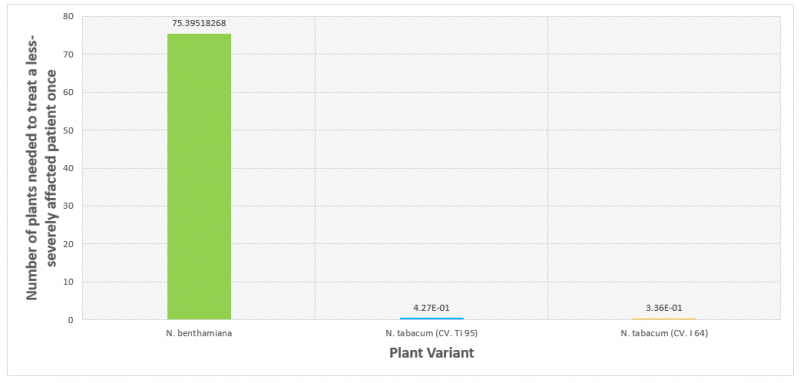 Number of plants needed to treat a less-
severely affacted patient once
80
70
60
50
40
30
20
10
0
75.39518268
4.27E-01
3.36E-01
N. benthamiana
N. tabacum (CV. TI 95)
N. tabacum (CV. I 64)
Plant Variant